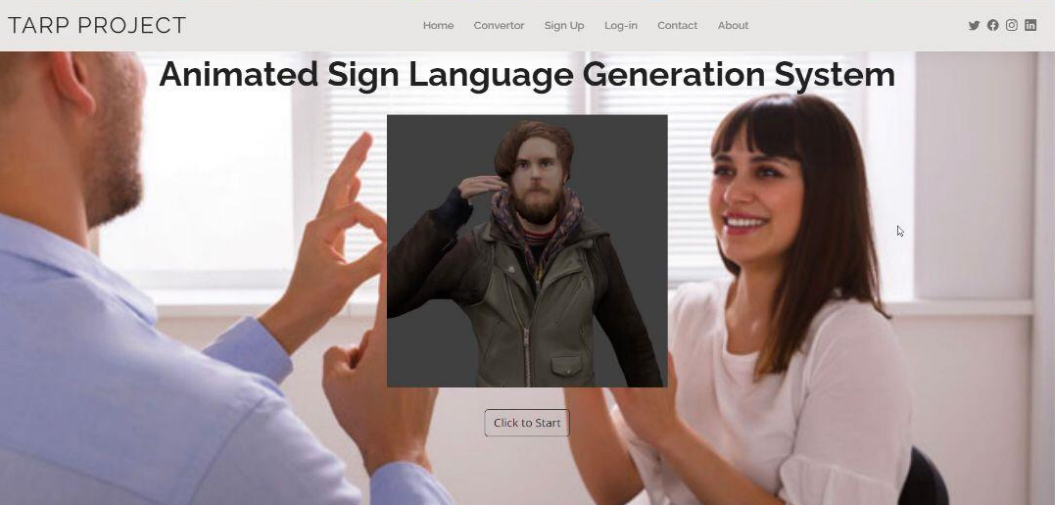 TARP PROJECT
Home Convertor Sign Up Log-in Contact About
Animated Sign Language Generation System
Click to Start